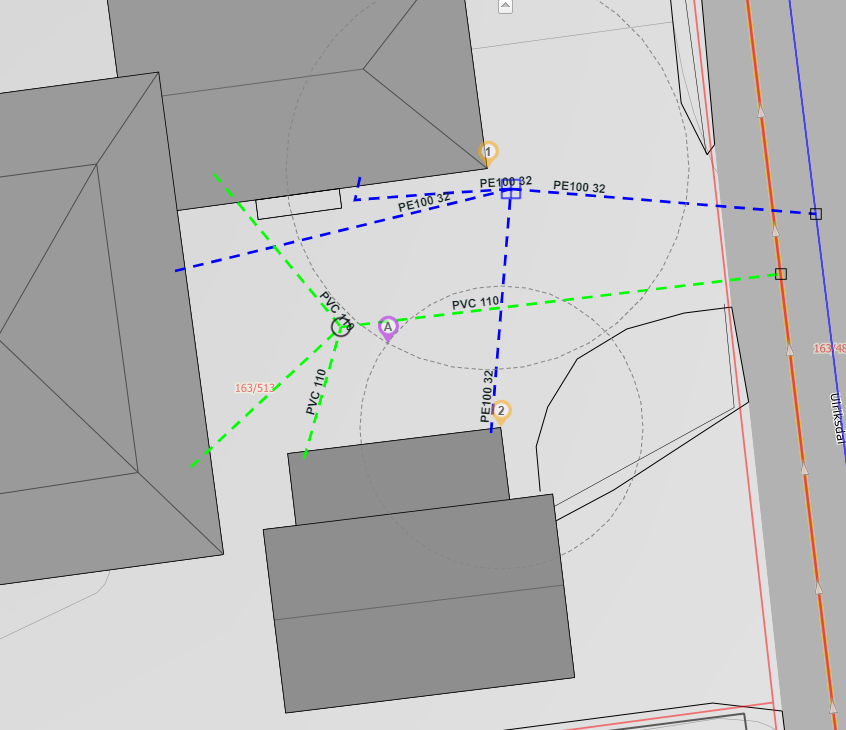 1
PE100 32
PE100 32
PE100 32
PVC 110
A
PVC 110
163/48
163/513
PVC 110
PE100 32
2
Ulriksdal